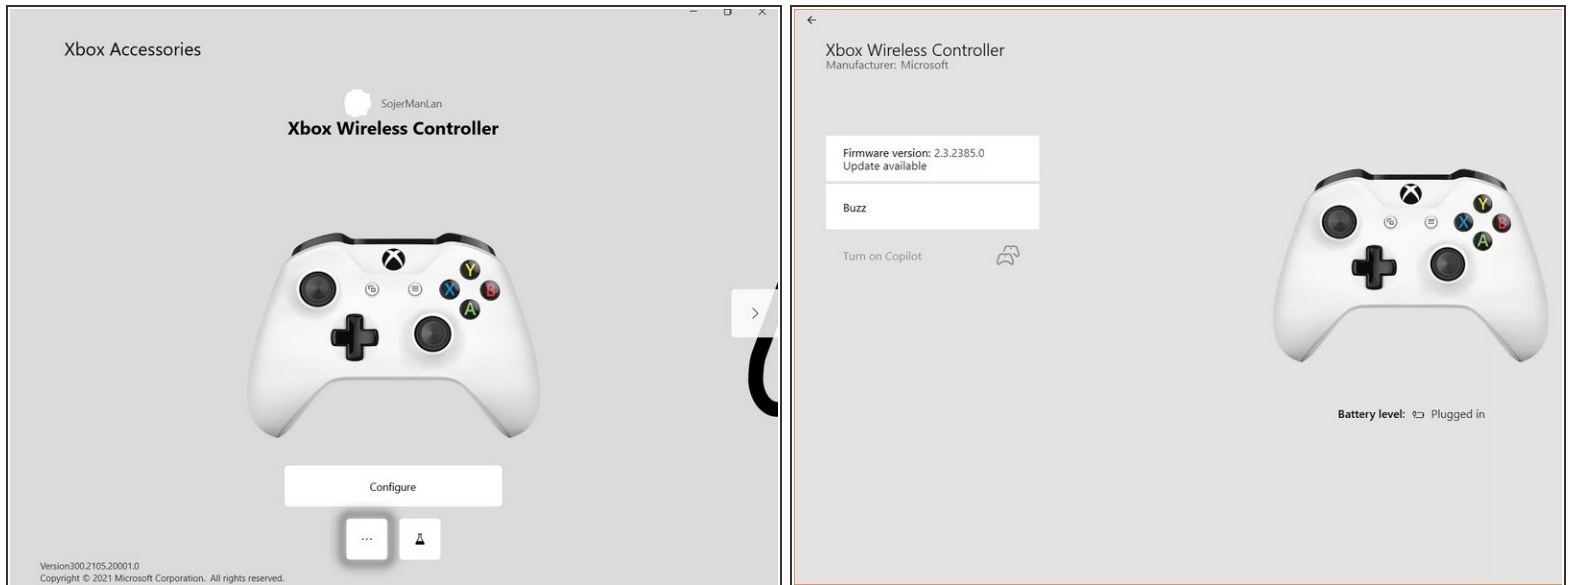 Xbox Accessories
SojerManLan
Xbox Wireless Controller
Y
X B
A
Configure
...
Version300.2105.20001.0
Copyright © 2021 Microsoft Corporation. All rights reserved.
Xbox Wireless Controller
Manufacturer: Microsoft
Firmware version: 2.3.2385.0
Update available
Buzz
Turn on Copilot
Y
X B
A
Battery level: Plugged in